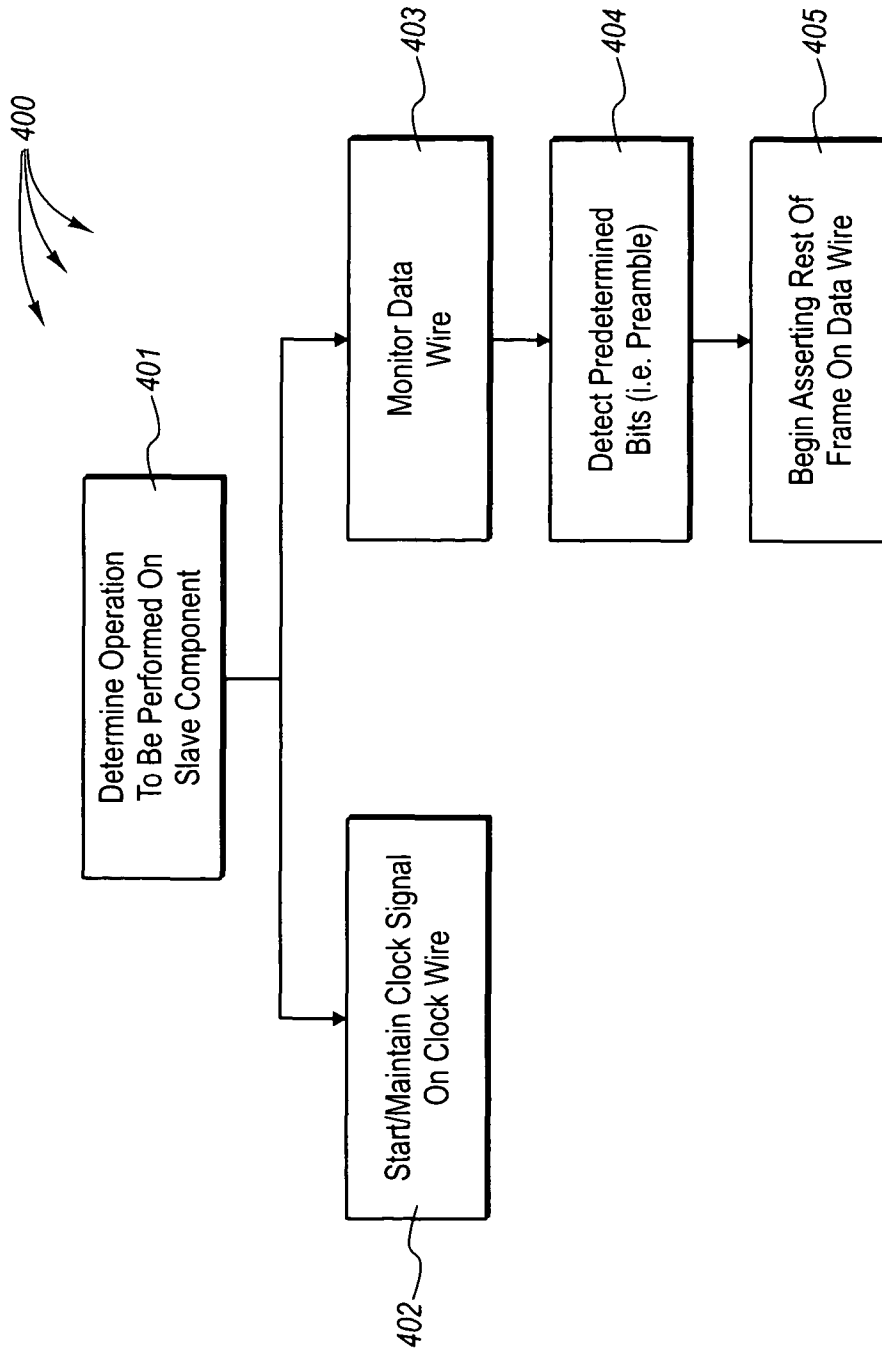 400
401
Determine Operation
To Be Performed On
Slave Component
402
Start/Maintain Clock Signal
On Clock Wire
403
Monitor Data
Wire
404
Detect Predetermined
Bits (i.e. Preamble)
405
Begin Asserting Rest Of
Frame On Data Wire